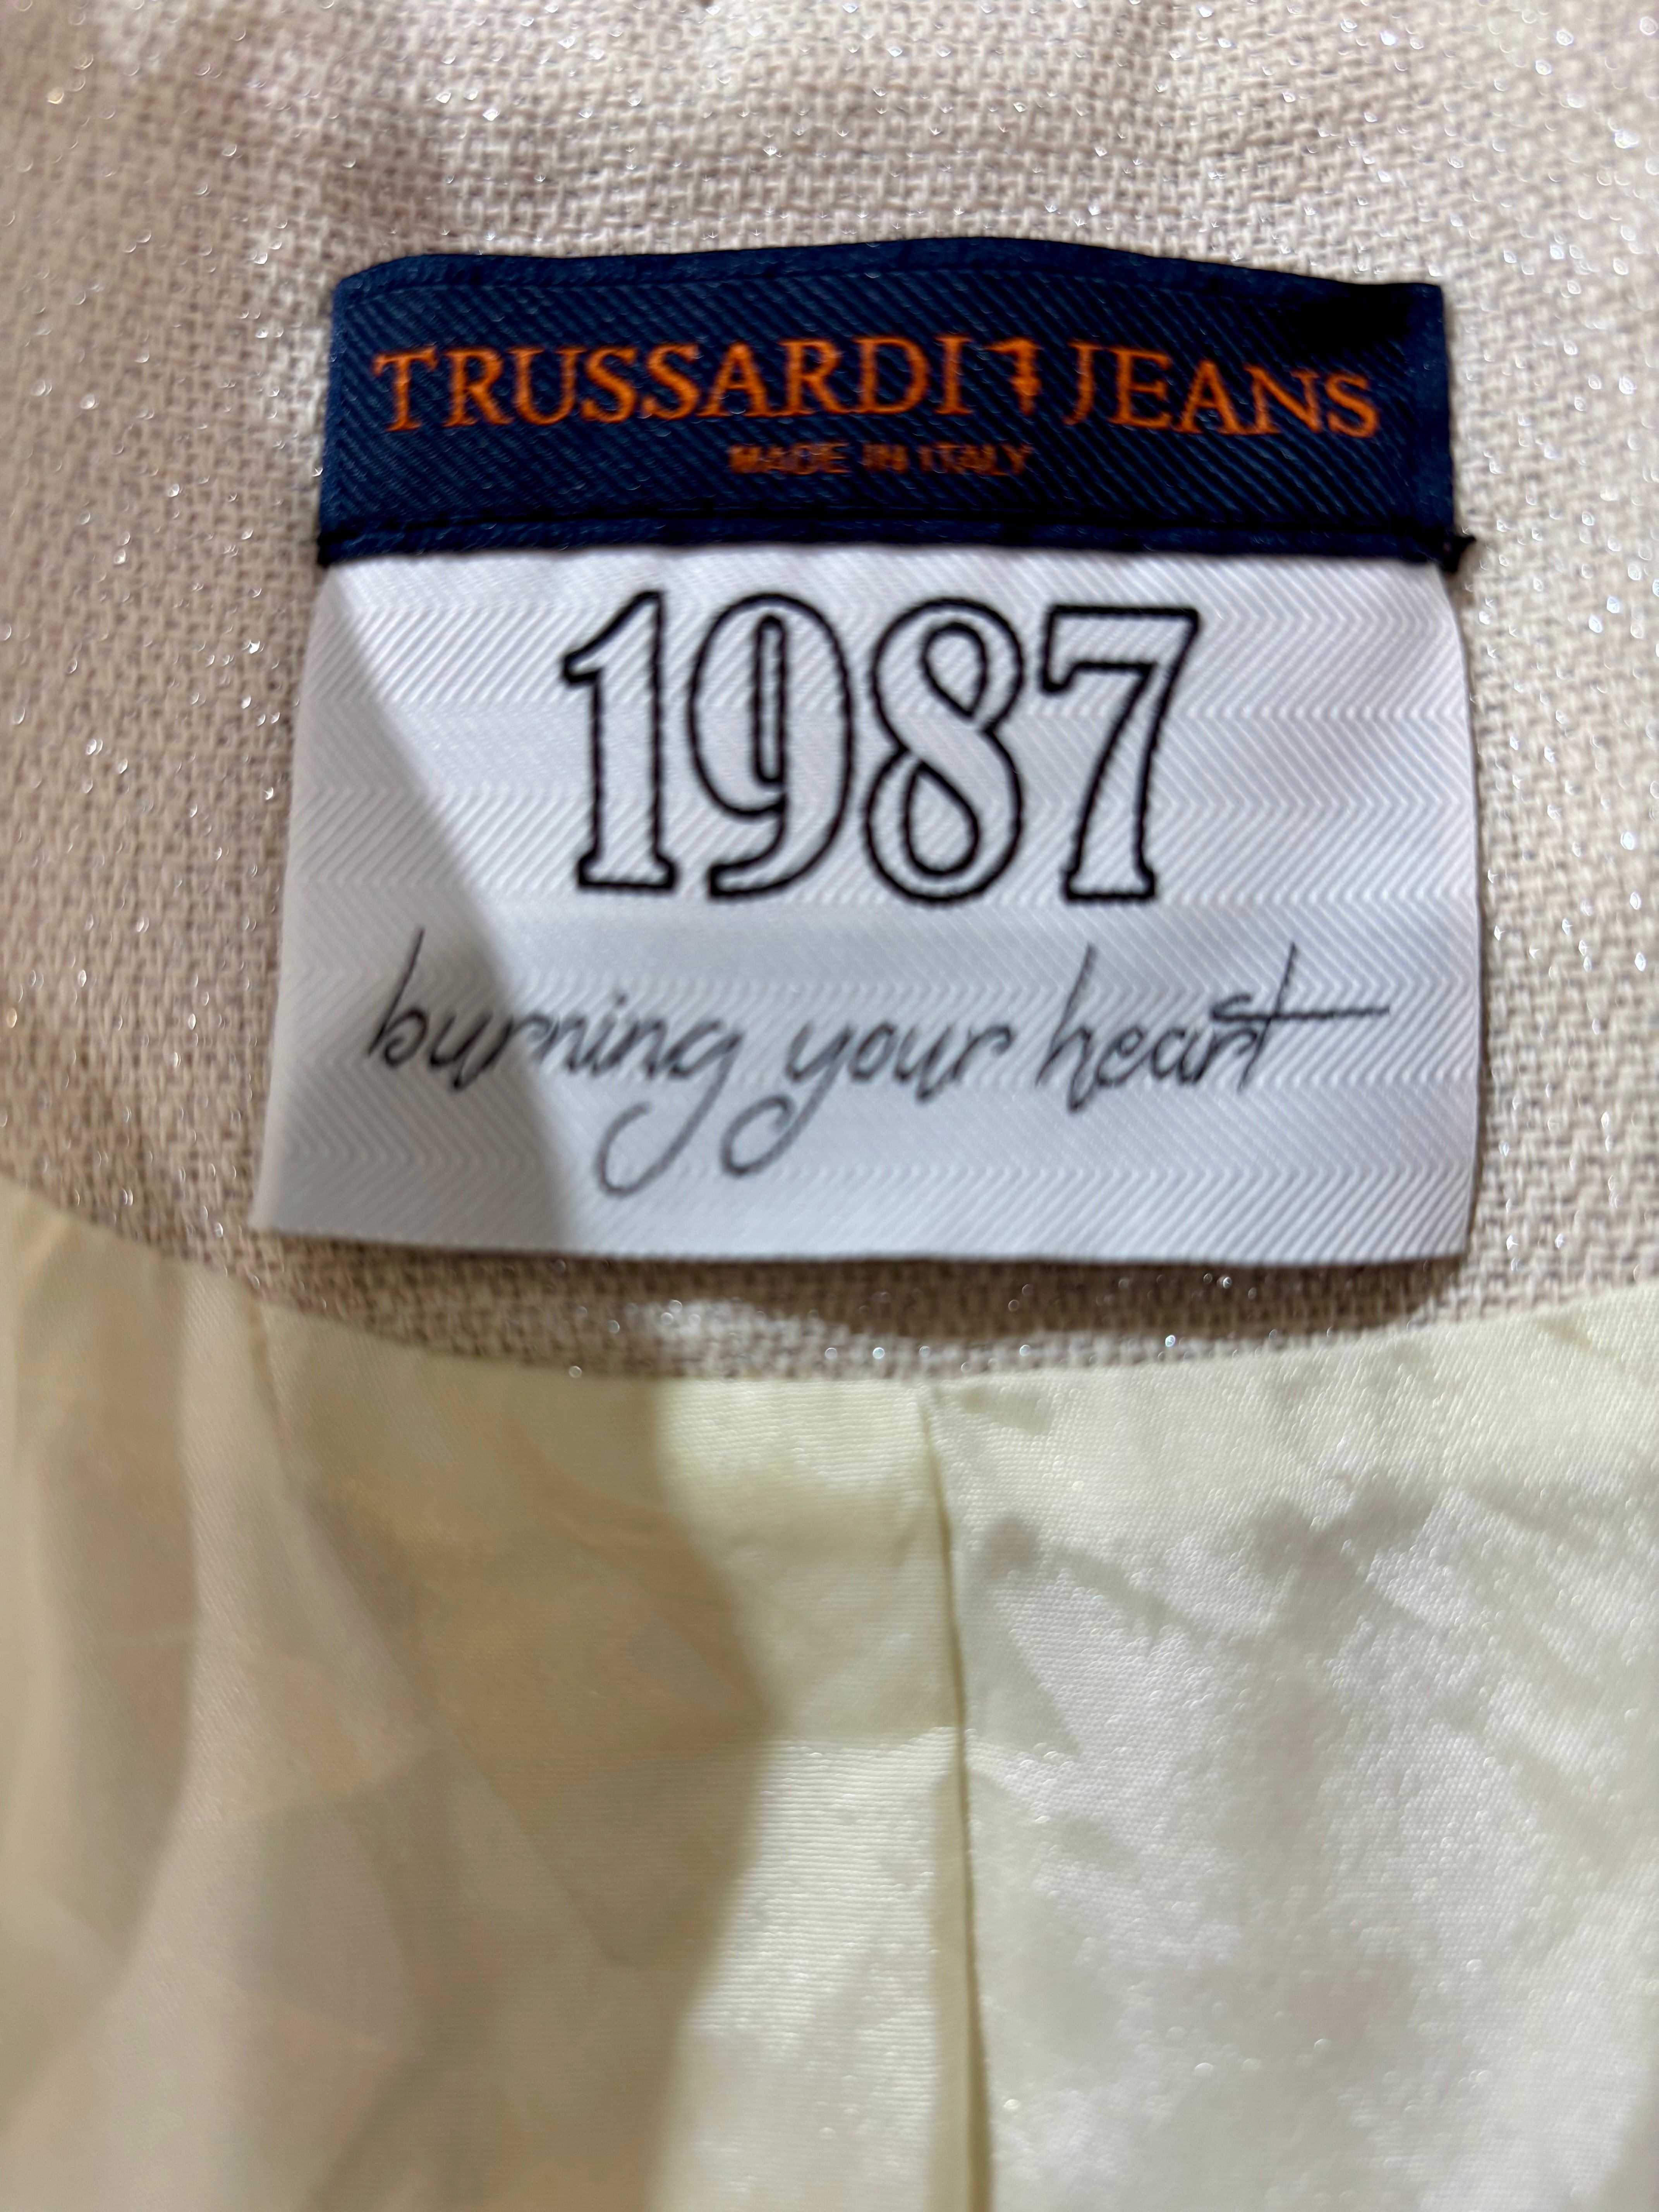 TRUSSARDI JEANS
MADE IN ITALY
1987
burning your heart